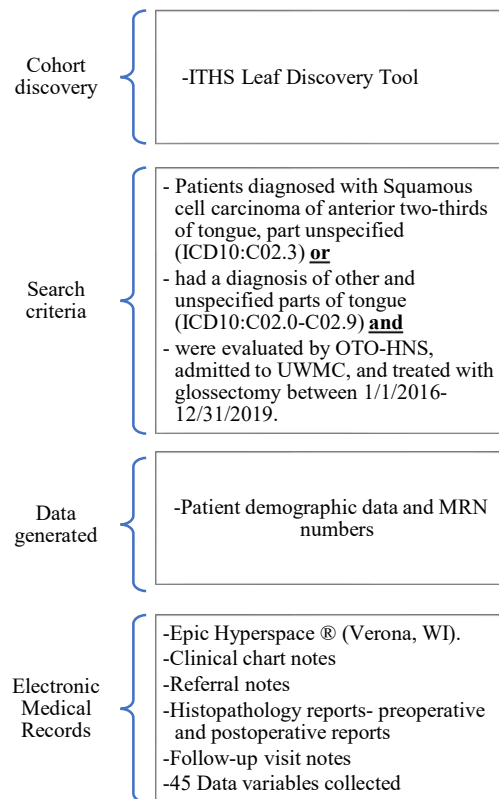 Cohort
discovery
-ITHS Leaf Discovery Tool
Search
criteria
- Patients diagnosed with Squamous
cell carcinoma of anterior two-thirds
of tongue, part unspecified
(ICD10:C02.3) or
- had a diagnosis of other and
unspecified parts of tongue
(ICD10:C02.0-C02.9) and
- were evaluated by OTO-HNS,
admitted to UWMC, and treated with
glossectomy between 1/1/2016-
12/31/2019.
Data
generated
-Patient demographic data and MRN
numbers
Electronic
Medical
Records
-Epic Hyperspace ® (Verona, WI).
-Clinical chart notes
-Referral notes
-Histopathology reports- preoperative
and postoperative reports
-Follow-up visit notes
-45 Data variables collected